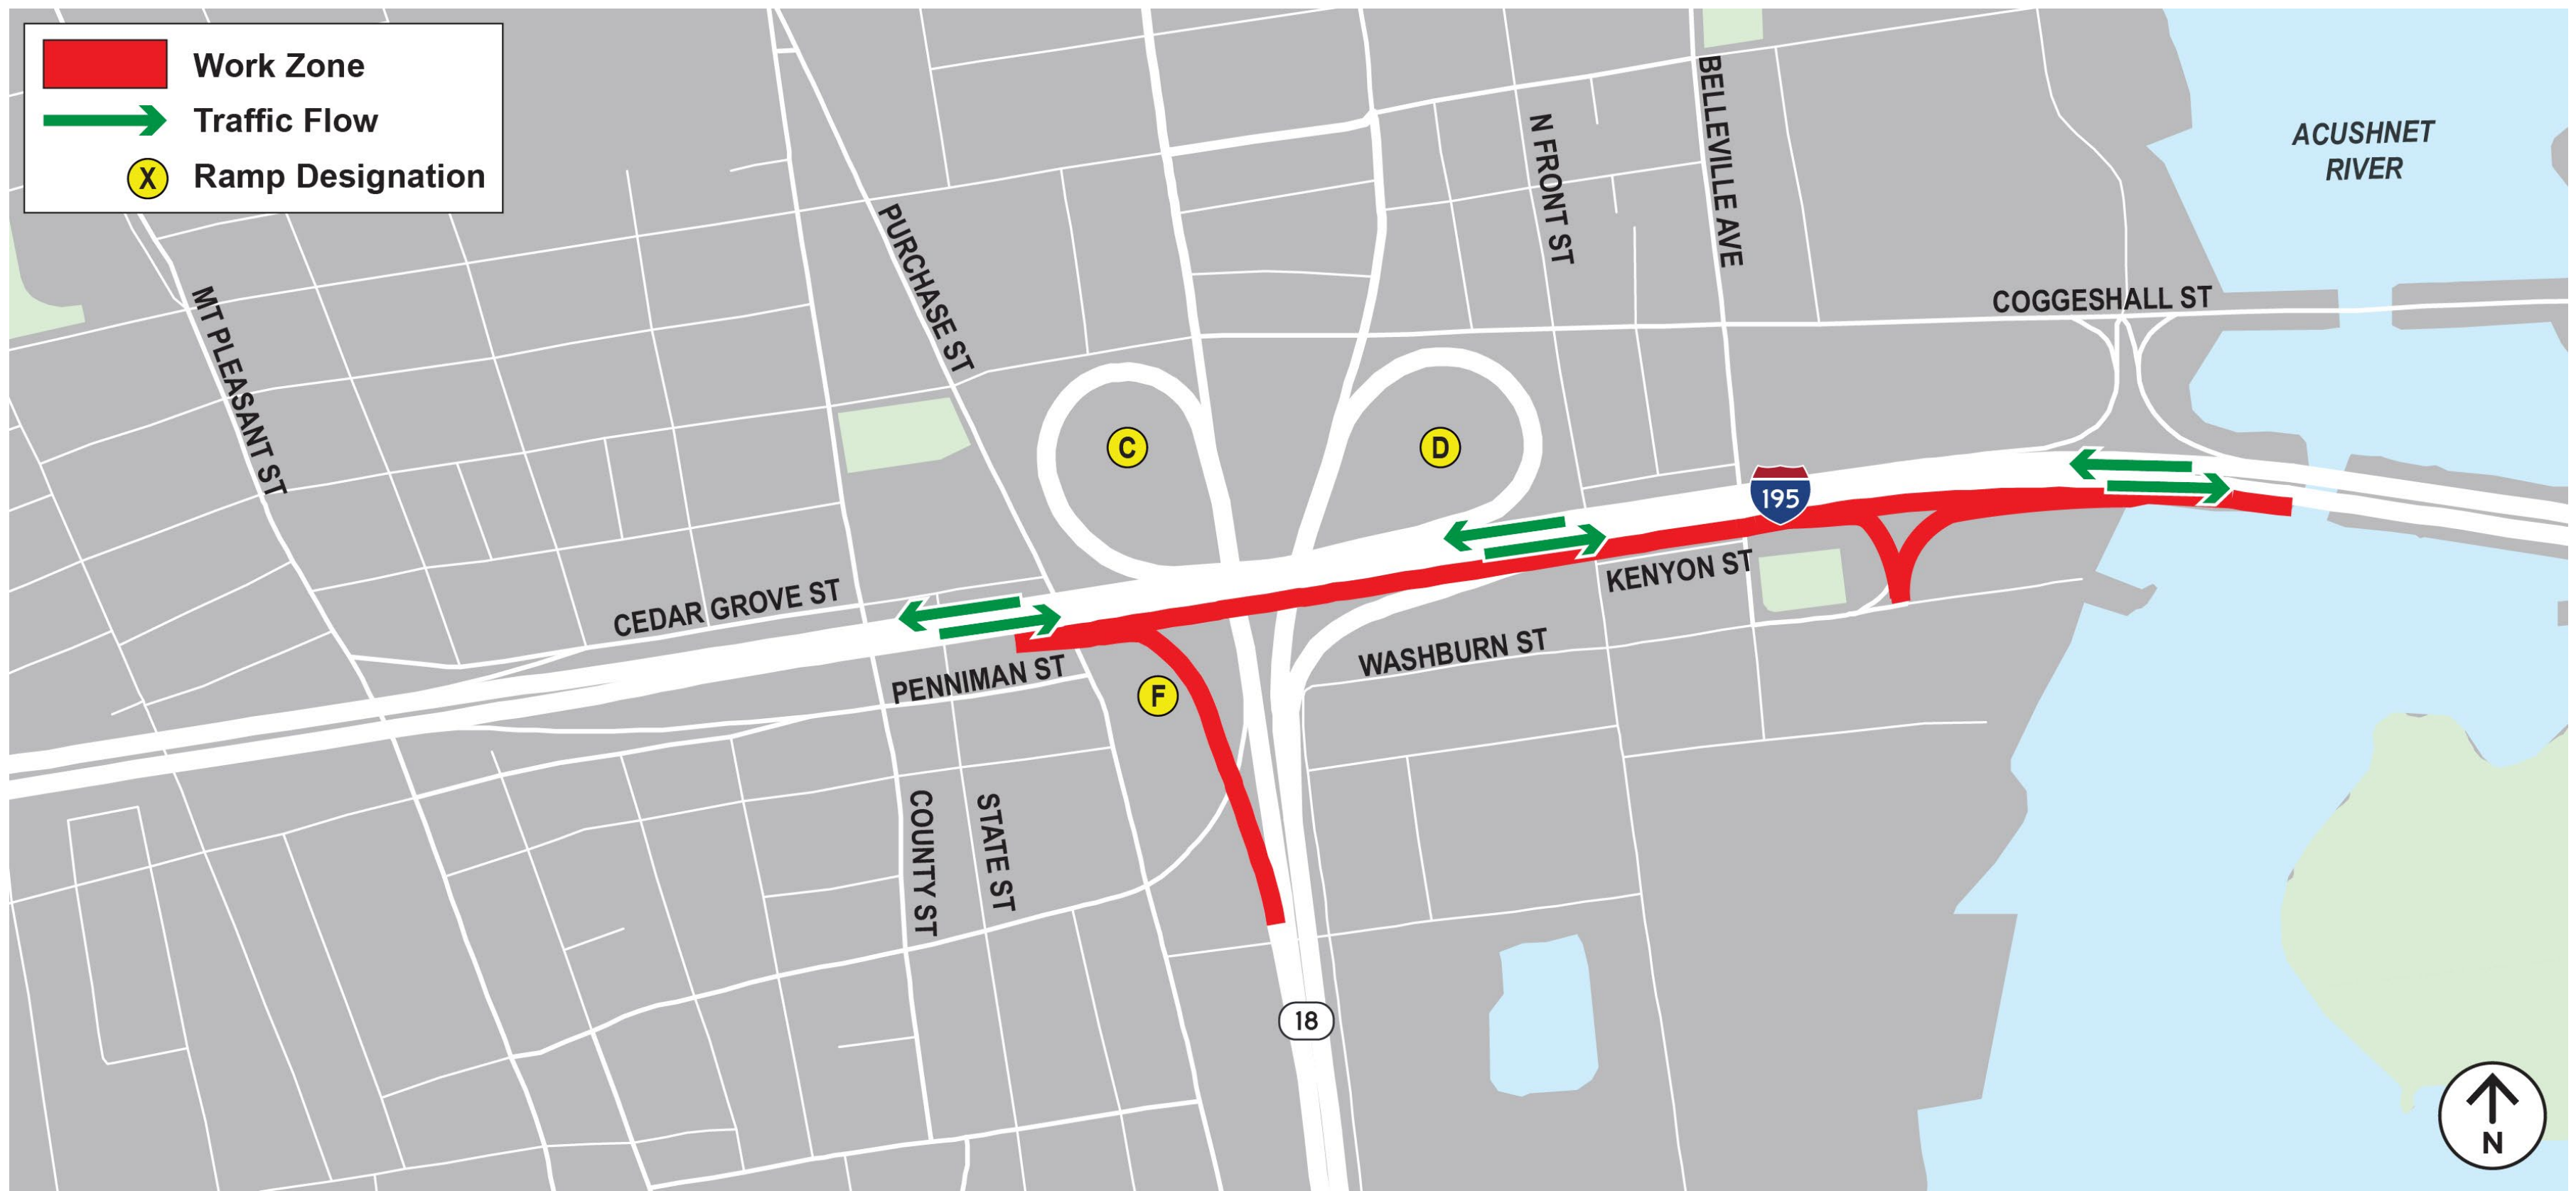 Work Zone
Traffic Flow
X
Ramp Designation
ACUSHNET
RIVER
BELLEVILLE AVE
N FRONT ST
PURCHASE ST
MT PLEASANT ST
COGGESHALL ST
C
D
195
KENYON ST
CEDAR GROVE ST
WASHBURN ST
PENNIMAN ST
F
COUNTY ST
STATE ST
18
N